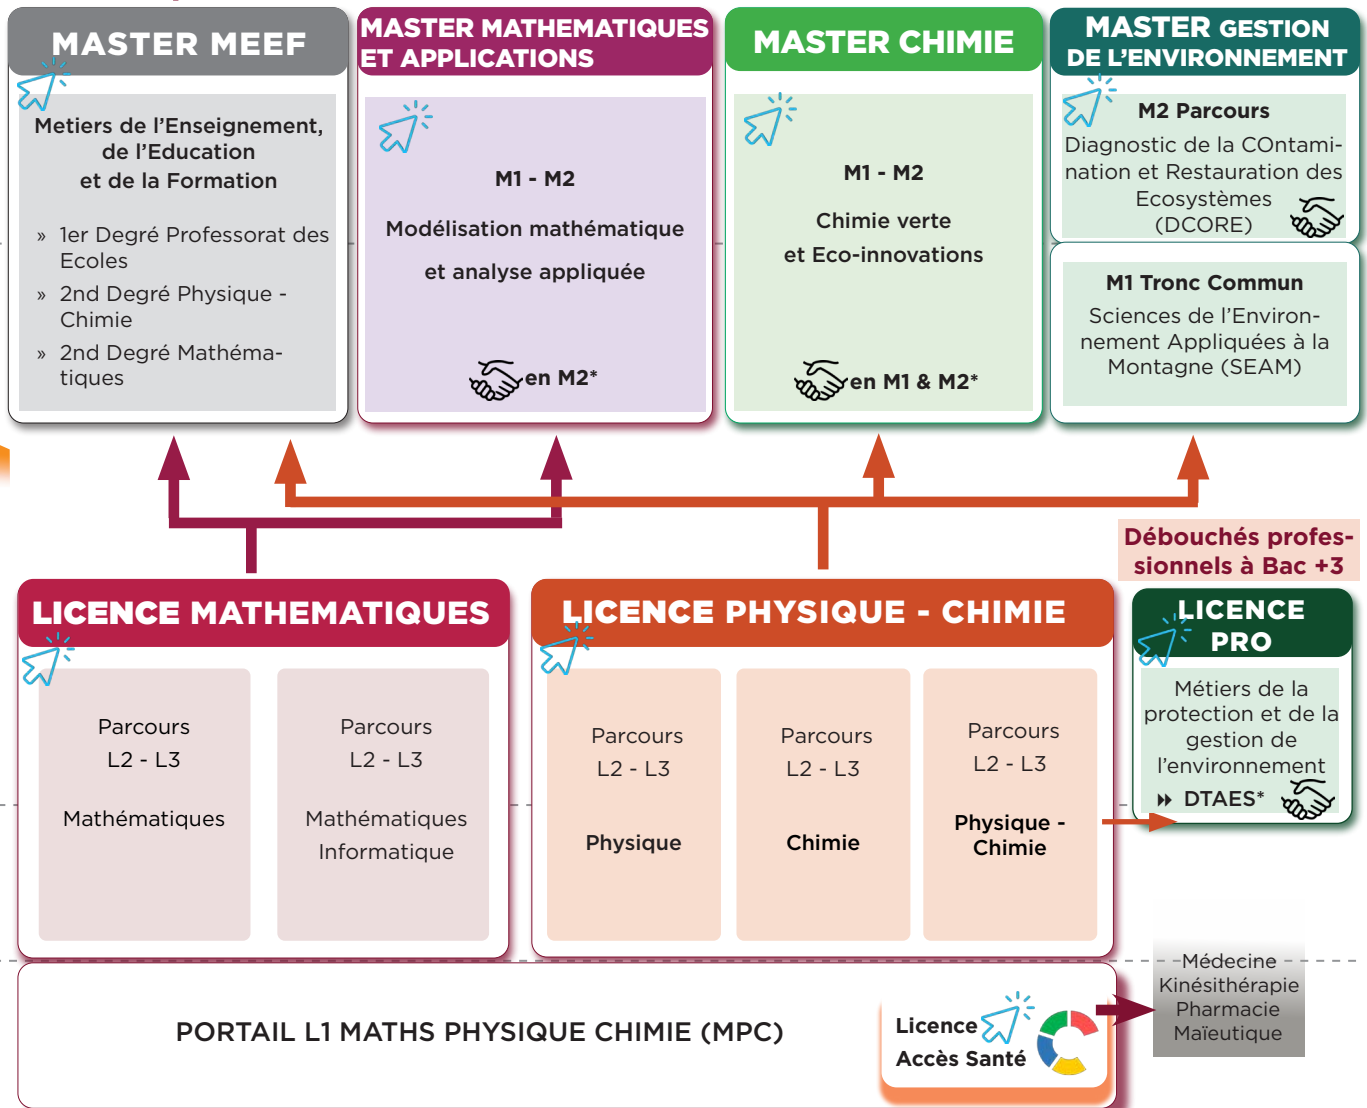 MASTER MEEF
Metiers de l'Enseignement,
de l'Education
et de la Formation
» 1er Degré Professorat des
Ecoles
» 2nd Degré Physique -
Chimie
» 2nd Degré Mathéma-
tiques
MASTER MATHEMATIQUES
ET APPLICATIONS
M1 - M2
Modélisation mathématique
et analyse appliquée
en M2*
MASTER CHIMIE
M1 - M2
Chimie verte
et Eco-innovations
en M1 & M2*
MASTER GESTION
DE L'ENVIRONNEMENT
M2 Parcours
Diagnostic de la COntami-
nation et Restauration des
Ecosystèmes
(DCORE)
M1 Tronc Commun
Sciences de l'Environ-
nement Appliquées à la
Montagne (SEAM)
Débouchés profes-
sionnels à Bac +3
LICENCE MATHEMATIQUES
Parcours
L2 - L3
Mathématiques
Parcours
L2 - L3
Mathématiques
Informatique
LICENCE PHYSIQUE - CHIMIE
Parcours
L2 - L3
Physique
Parcours
L2 - L3
Chimie
Parcours
L2 - L3
Physique -
Chimie
LICENCE
PRO
Métiers de la
protection et de la
gestion de
l'environnement
DTAES*
PORTAIL L1 MATHS PHYSIQUE CHIMIE (MPC)
Licence
Accès Santé
Médecine
Kinésithérapie
Pharmacie
Maïeutique